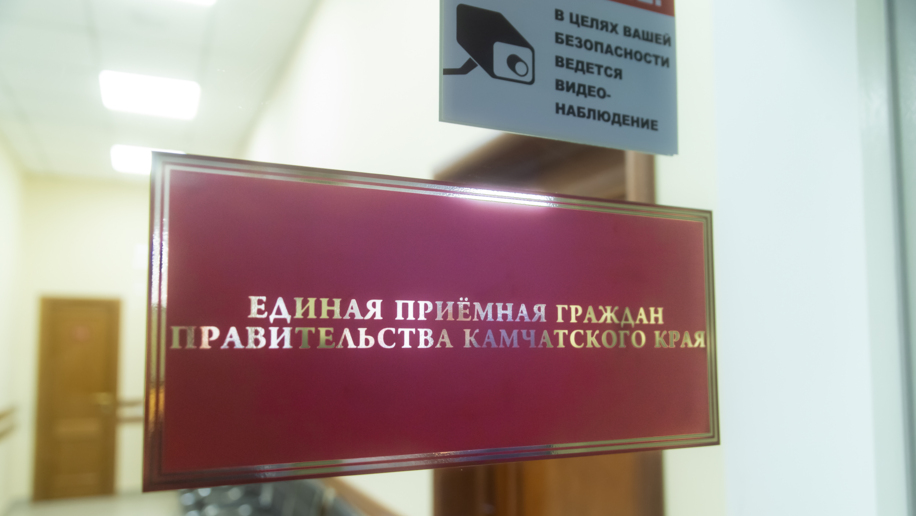 В ЦЕЛЯХ ВАШЕЙ
БЕЗОПАСНОСТИ
ВЕДЕТСЯ
ВИДЕО-
НАБЛЮДЕНИЕ
ЕДИНАЯ ПРИЁМНАЯ ГРАЖДАН
ПРАВИТЕЛЬСТВА КАМЧАТСКОГО КРАЯ